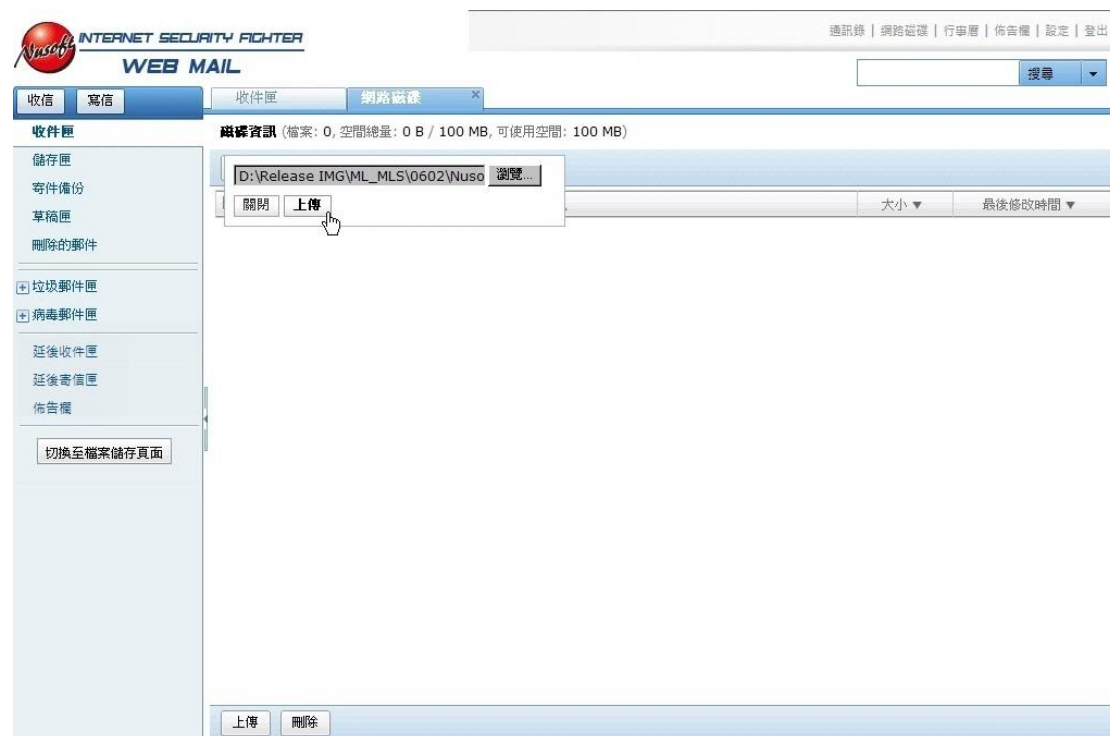 Nusoft INTERNET SECURITY FIGHTER
WEB MAIL
通訊錄 | 網路磁碟 | 行事曆 | 佈告欄 | 設定 | 登出
搜尋
收信 寫信
收件匣 網路磁碟
收件匣
儲存匣
寄件備份
草稿匣
刪除的郵件
垃圾郵件匣
病毒郵件匣
延後收件匣
延後寄信匣
佈告欄
切換至檔案儲存頁面
磁碟資訊 (檔案: 0, 空間總量: 0 B / 100 MB, 可使用空間: 100 MB)
D:\Release IMG\ML_MLS\0602\Nuso 瀏覽...
關閉 上傳
大小▼ 最後修改時間▼
上傳 刪除